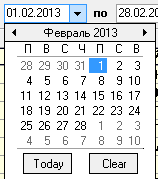 01.02.2013 по 28.02.20
Февраль 2013
П В С Ч П С В
28 29 30 31 1 2 3
4 5 6 7 8 9 10
11 12 13 14 15 16 17
18 19 20 21 22 23 24
25 26 27 28 1 2 3
4 5 6 7 8 9 10
Today Clear